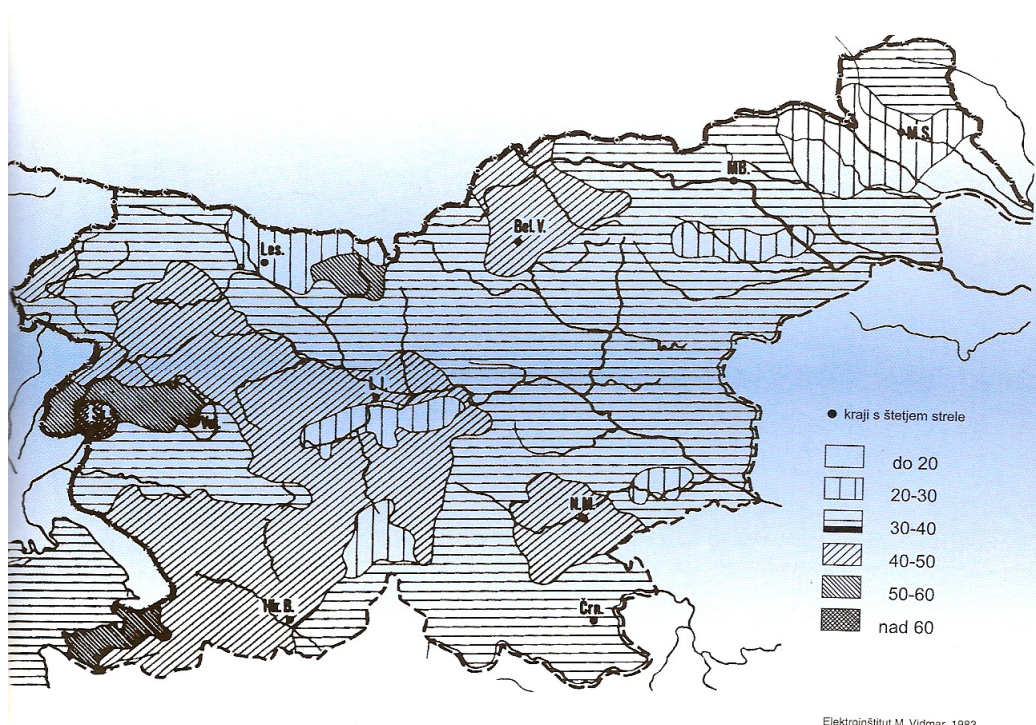 M.S.
MB.
Bel.V.
Les.
LJ.
N.M.
Črn.
kraji s štetjem strele
do 20
20-30
30-40
40-50
50-60
nad 60
Elektroinštitut M. Vidmar, 1983